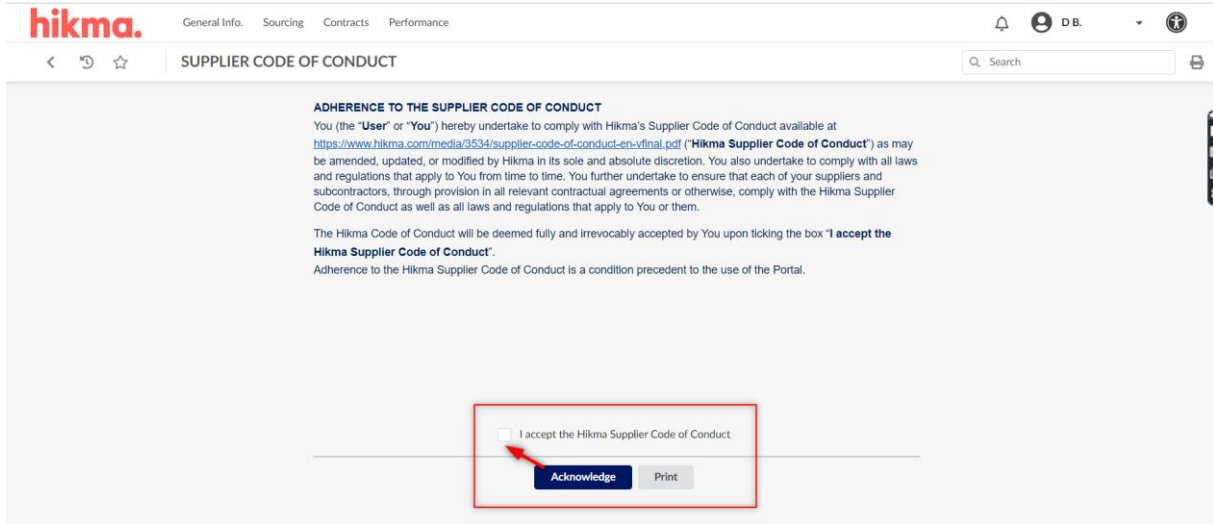 hikma.
General Info. Sourcing Contracts Performance
D B.
SUPPLIER CODE OF CONDUCT
Search
ADHERENCE TO THE SUPPLIER CODE OF CONDUCT
You (the “User” or “You”) hereby undertake to comply with Hikma’s Supplier Code of Conduct available at
https://www.hikma.com/media/3534/supplier-code-of-conduct-en-vfinal.pdf (“Hikma Supplier Code of Conduct”) as may
be amended, updated, or modified by Hikma in its sole and absolute discretion. You also undertake to comply with all laws
and regulations that apply to You from time to time. You further undertake to ensure that each of your suppliers and
subcontractors, through provision in all relevant contractual agreements or otherwise, comply with the Hikma Supplier
Code of Conduct as well as all laws and regulations that apply to You or them.
The Hikma Code of Conduct will be deemed fully and irrevocably accepted by You upon ticking the box “I accept the
Hikma Supplier Code of Conduct”.
Adherence to the Hikma Supplier Code of Conduct is a condition precedent to the use of the Portal.
I accept the Hikma Supplier Code of Conduct
Acknowledge Print